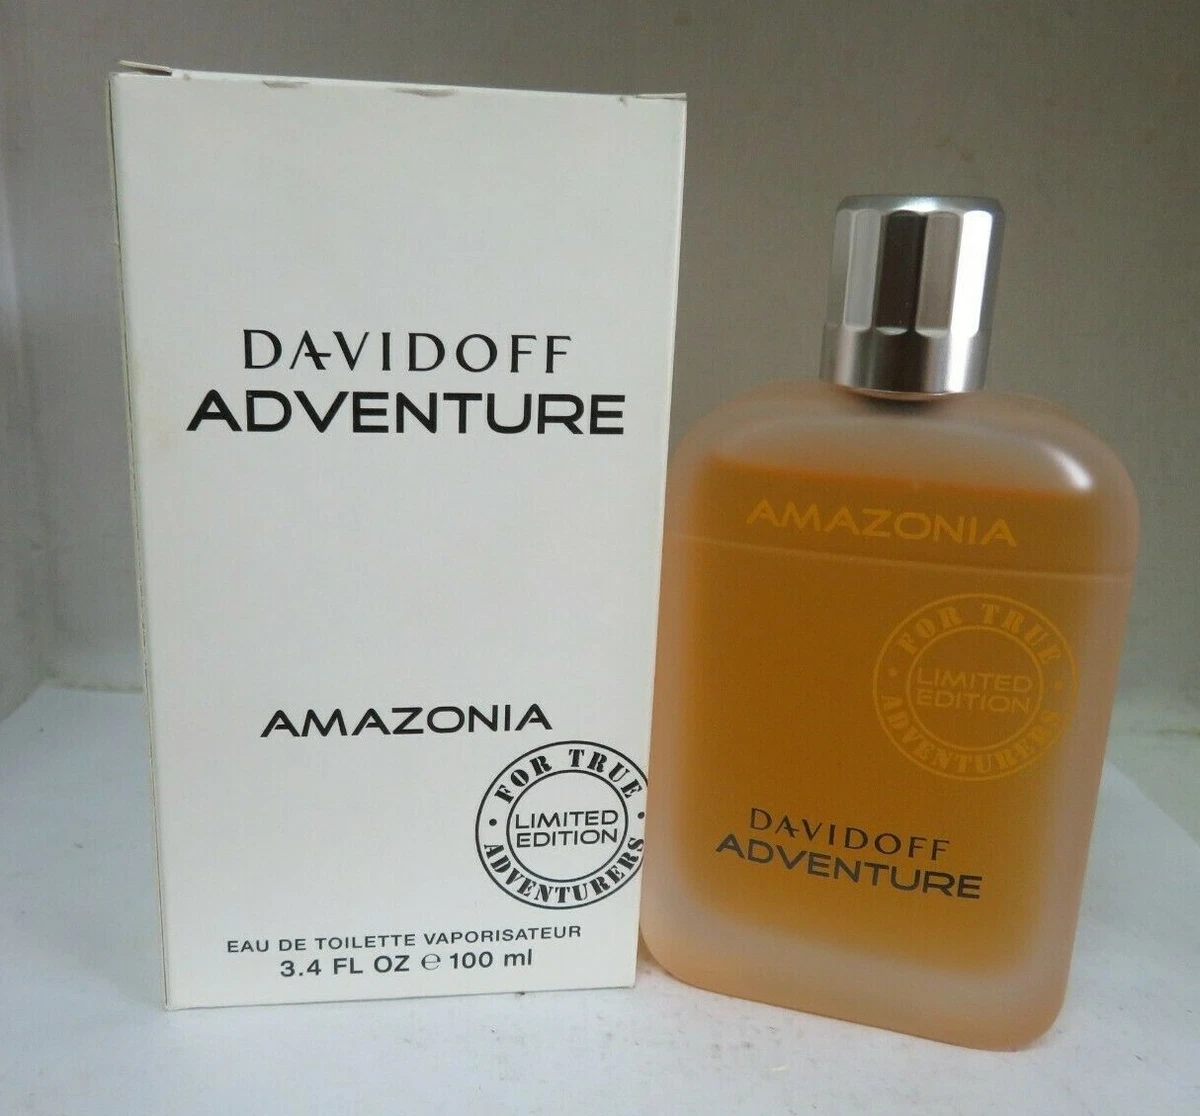 DAVIDOFF
ADVENTURE
AMAZONIA
FOR TRUE
LIMITED
EDITION
ADVENTURERS
EAU DE TOILETTE VAPORISATEUR
3.4 FL OZ ℮ 100 ml
AMAZONIA
FOR TRUE
LIMITED
EDITION
ADVENTURERS
DAVIDOFF
ADVENTURE